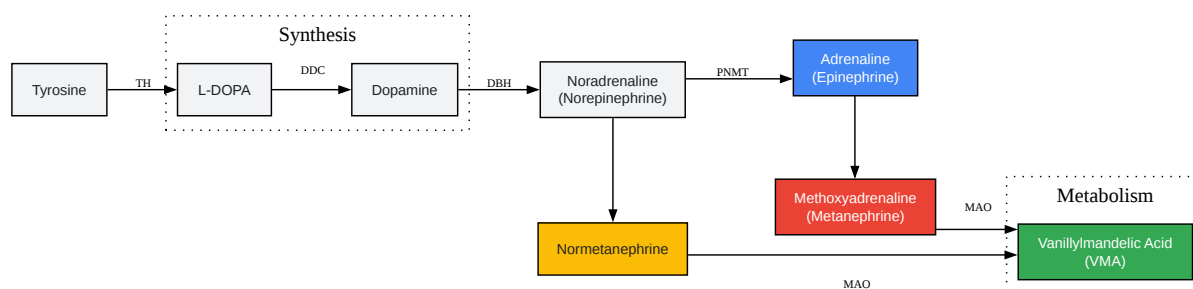 Synthesis
Tyrosine
TH
L-DOPA
DDC
Dopamine
DBH
Noradrenaline
(Norepinephrine)
PNMT
Adrenaline
(Epinephrine)
Methoxyadrenaline
(Metanephrine)
MAO
Metabolism
Normetanephrine
MAO
Vanillylmandelic Acid
(VMA)